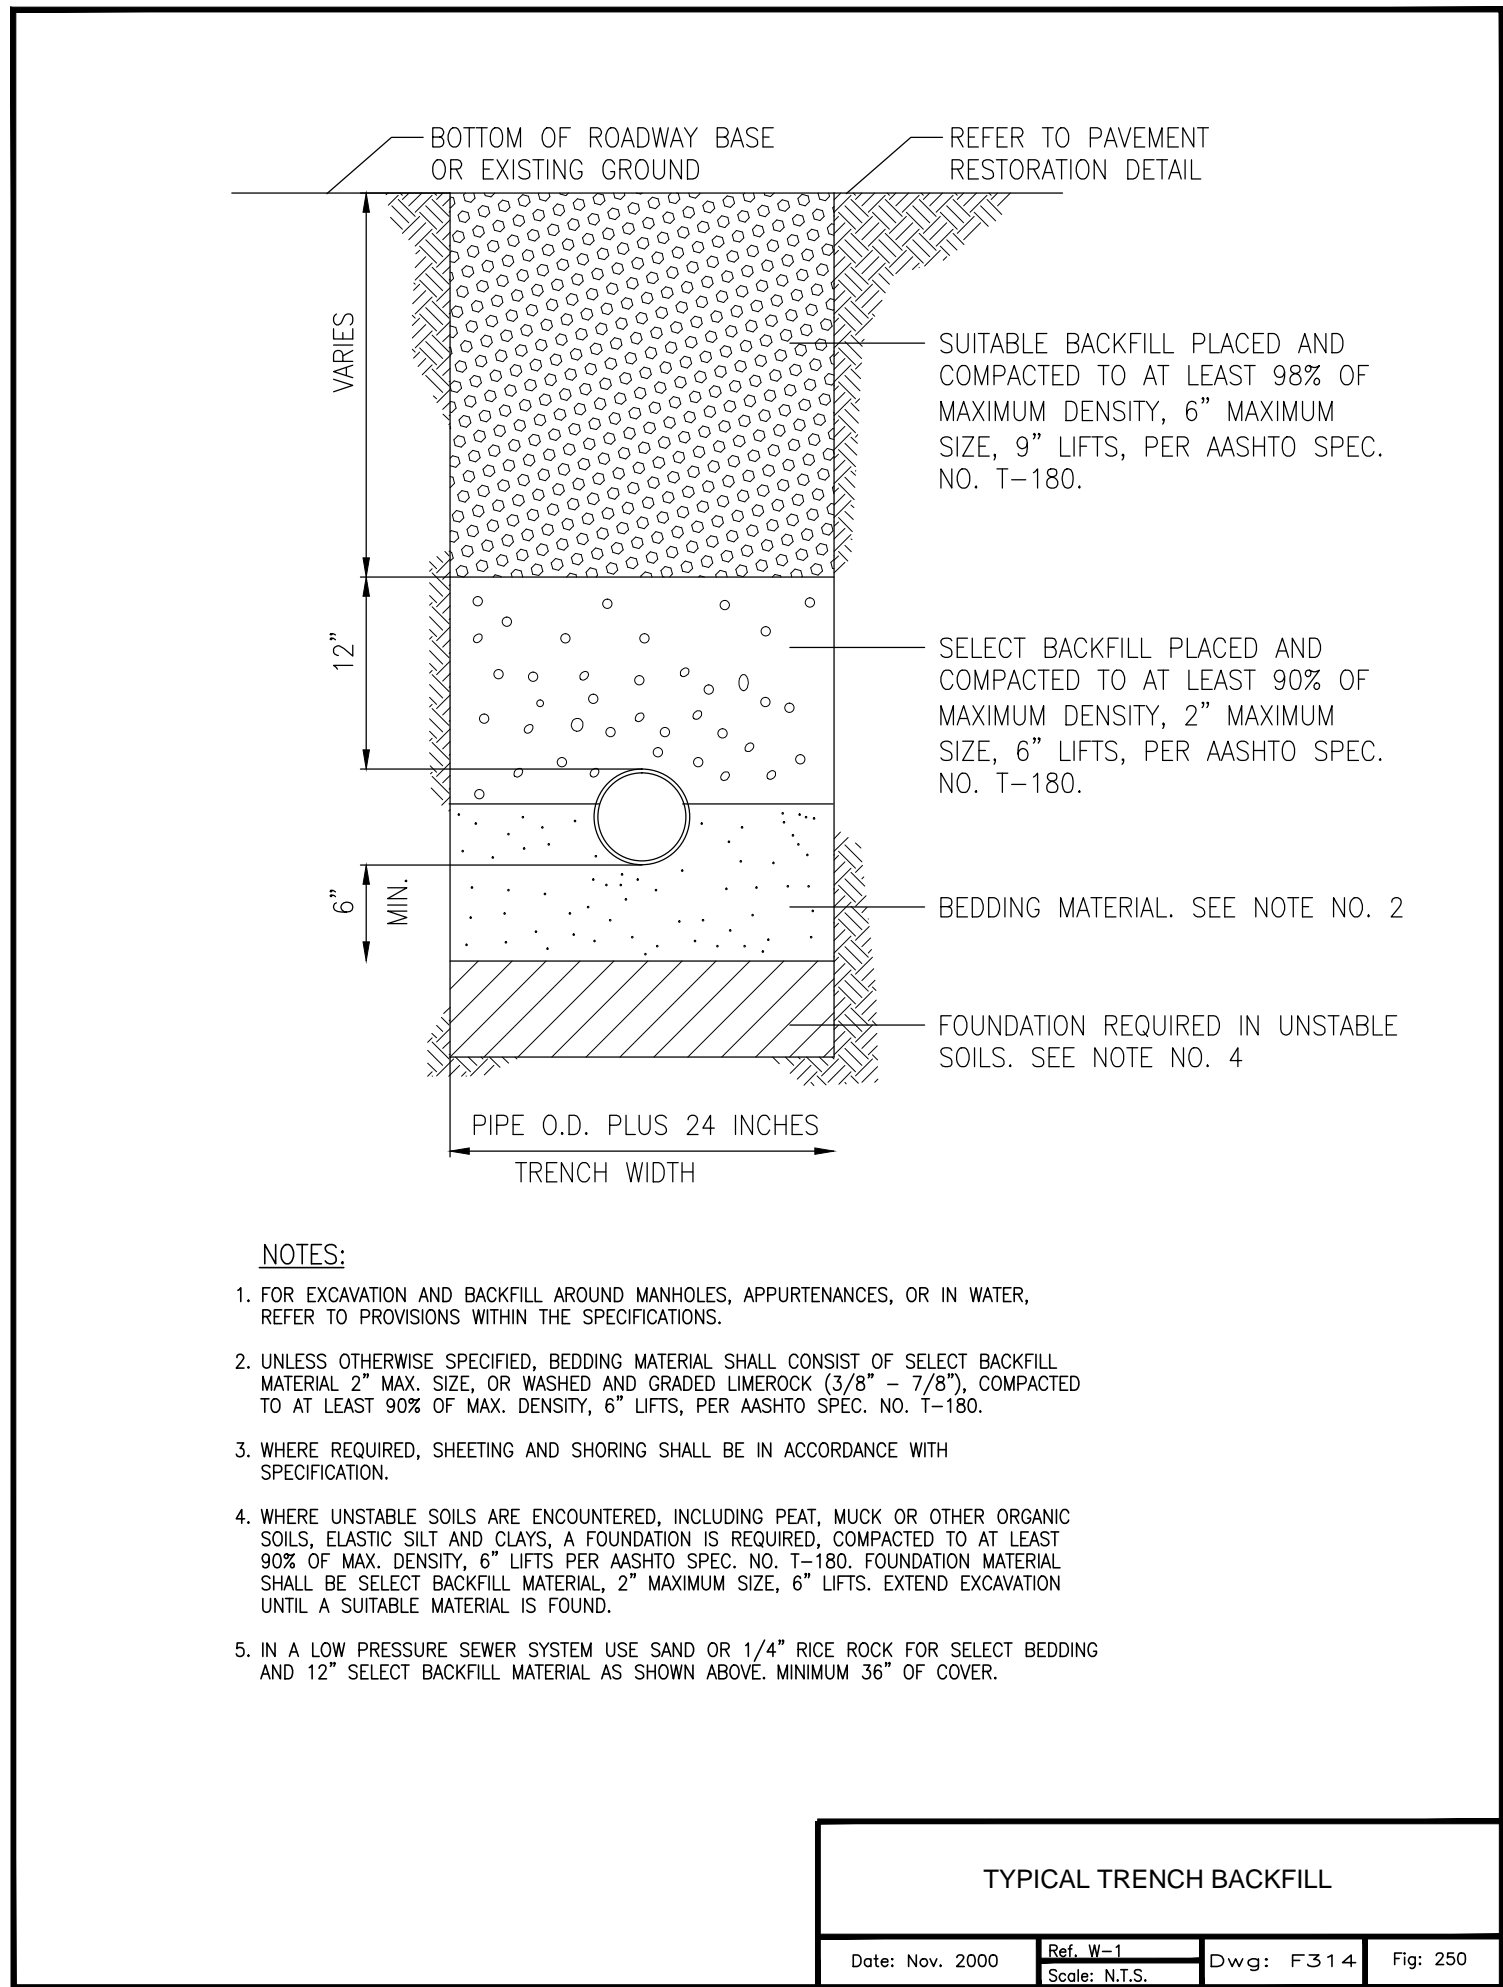 BOTTOM OF ROADWAY BASE
OR EXISTING GROUND
REFER TO PAVEMENT
RESTORATION DETAIL
VARIES
SUITABLE BACKFILL PLACED AND
COMPACTED TO AT LEAST 98% OF
MAXIMUM DENSITY, 6" MAXIMUM
SIZE, 9" LIFTS, PER AASHTO SPEC.
NO. T-180.
12"
SELECT BACKFILL PLACED AND
COMPACTED TO AT LEAST 90% OF
MAXIMUM DENSITY, 2" MAXIMUM
SIZE, 6" LIFTS, PER AASHTO SPEC.
NO. T-180.
6"
MIN.
BEDDING MATERIAL. SEE NOTE NO. 2
FOUNDATION REQUIRED IN UNSTABLE
SOILS. SEE NOTE NO. 4
PIPE O.D. PLUS 24 INCHES
TRENCH WIDTH
NOTES:
1. FOR EXCAVATION AND BACKFILL AROUND MANHOLES, APPURTENANCES, OR IN WATER,
REFER TO PROVISIONS WITHIN THE SPECIFICATIONS.
2. UNLESS OTHERWISE SPECIFIED, BEDDING MATERIAL SHALL CONSIST OF SELECT BACKFILL
MATERIAL 2" MAX. SIZE, OR WASHED AND GRADED LIMEROCK (3/8" - 7/8"), COMPACTED
TO AT LEAST 90% OF MAX. DENSITY, 6" LIFTS, PER AASHTO SPEC. NO. T-180.
3. WHERE REQUIRED, SHEETING AND SHORING SHALL BE IN ACCORDANCE WITH
SPECIFICATION.
4. WHERE UNSTABLE SOILS ARE ENCOUNTERED, INCLUDING PEAT, MUCK OR OTHER ORGANIC
SOILS, ELASTIC SILT AND CLAYS, A FOUNDATION IS REQUIRED, COMPACTED TO AT LEAST
90% OF MAX. DENSITY, 6" LIFTS PER AASHTO SPEC. NO. T-180. FOUNDATION MATERIAL
SHALL BE SELECT BACKFILL MATERIAL, 2" MAXIMUM SIZE, 6" LIFTS. EXTEND EXCAVATION
UNTIL A SUITABLE MATERIAL IS FOUND.
5. IN A LOW PRESSURE SEWER SYSTEM USE SAND OR 1/4" RICE ROCK FOR SELECT BEDDING
AND 12" SELECT BACKFILL MATERIAL AS SHOWN ABOVE. MINIMUM 36" OF COVER.
TYPICAL TRENCH BACKFILL
Date: Nov. 2000
Ref. W-1
Scale: N.T.S.
Dwg: F314
Fig: 250